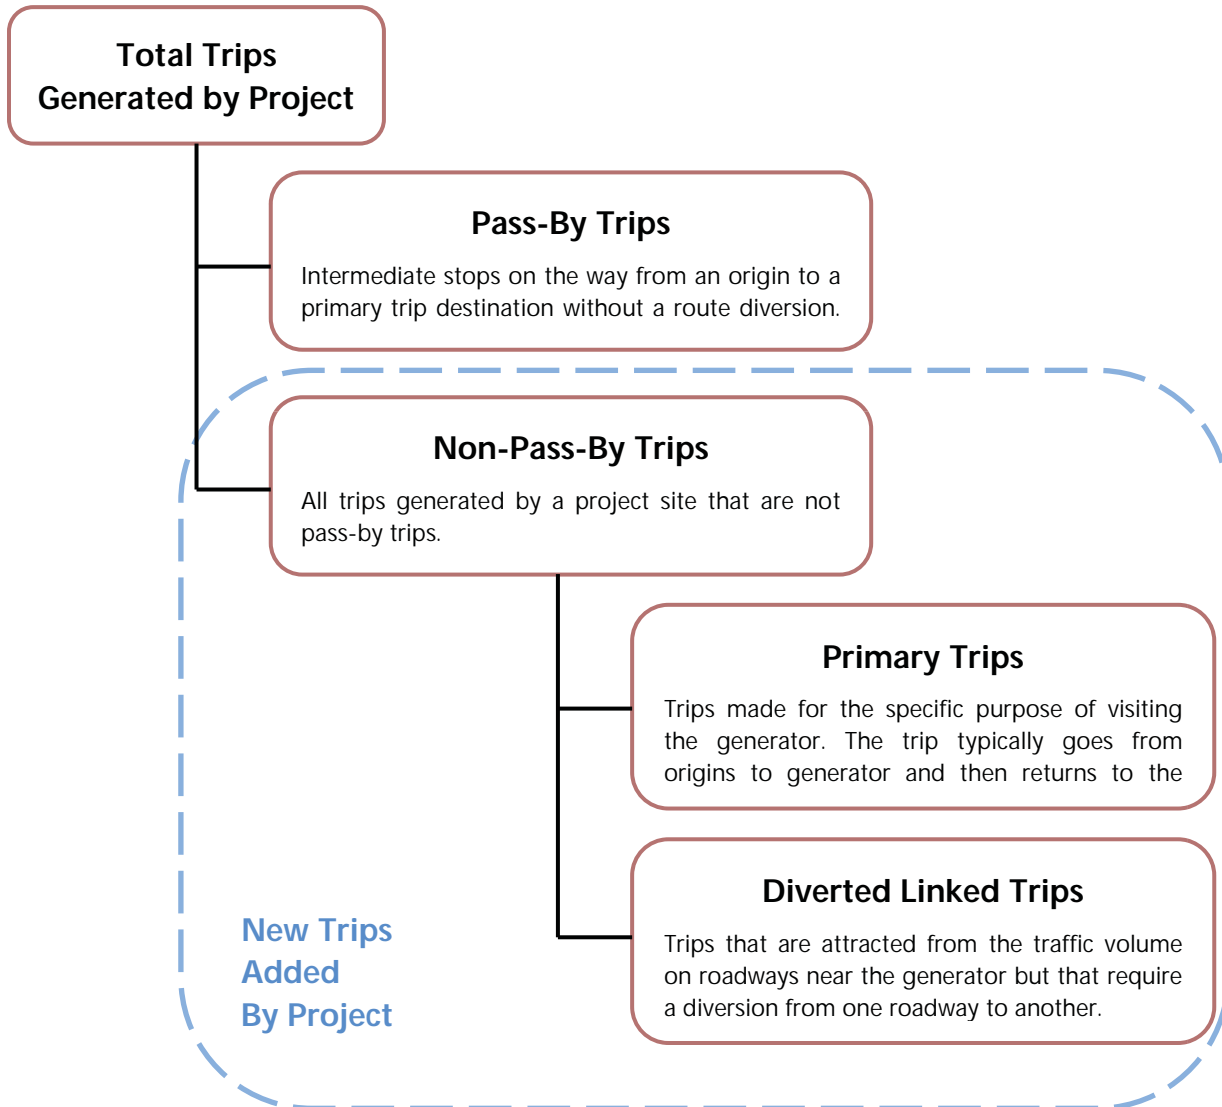 Total Trips
Generated by Project
Pass-By Trips
Intermediate stops on the way from an origin to a
primary trip destination without a route diversion.
Non-Pass-By Trips
All trips generated by a project site that are not
pass-by trips.
Primary Trips
Trips made for the specific purpose of visiting
the generator. The trip typically goes from
origins to generator and then returns to the
Diverted Linked Trips
Trips that are attracted from the traffic volume
on roadways near the generator but that require
a diversion from one roadway to another.
New Trips
Added
By Project